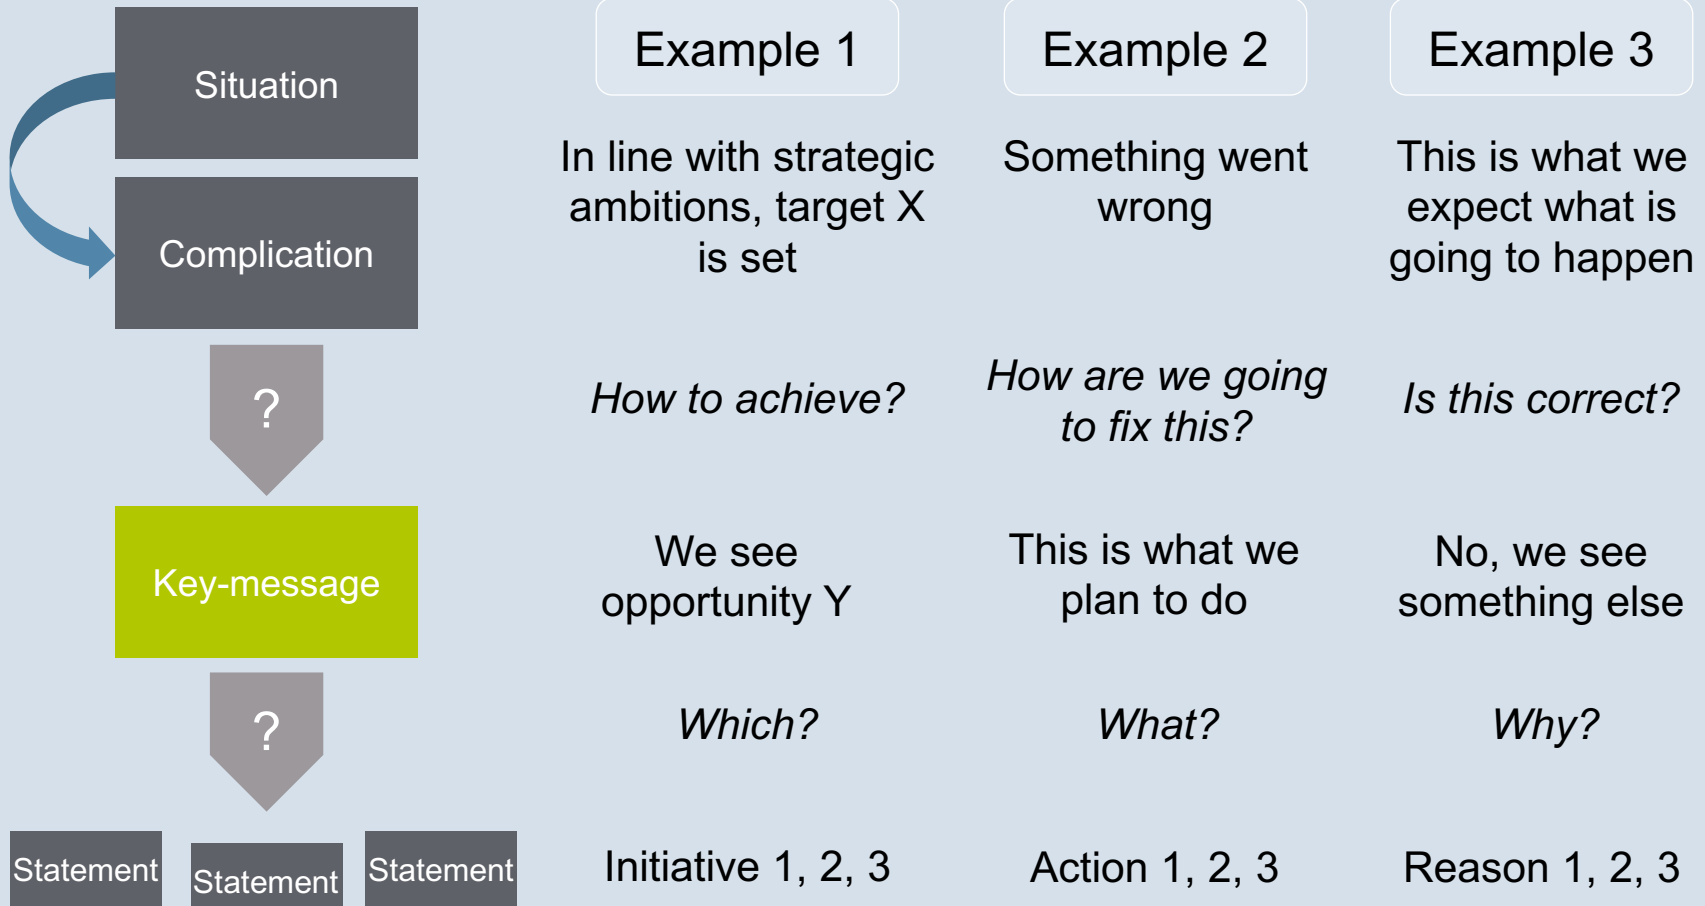 Situation
Complication
?
Key-message
?
Statement
Statement
Statement
Example 1
In line with strategic
ambitions, target X
is set
How to achieve?
We see
opportunity Y
Which?
Initiative 1, 2, 3
Example 2
Something went
wrong
How are we going
to fix this?
This is what we
plan to do
What?
Action 1, 2, 3
Example 3
This is what we
expect what is
going to happen
Is this correct?
No, we see
something else
Why?
Reason 1, 2, 3